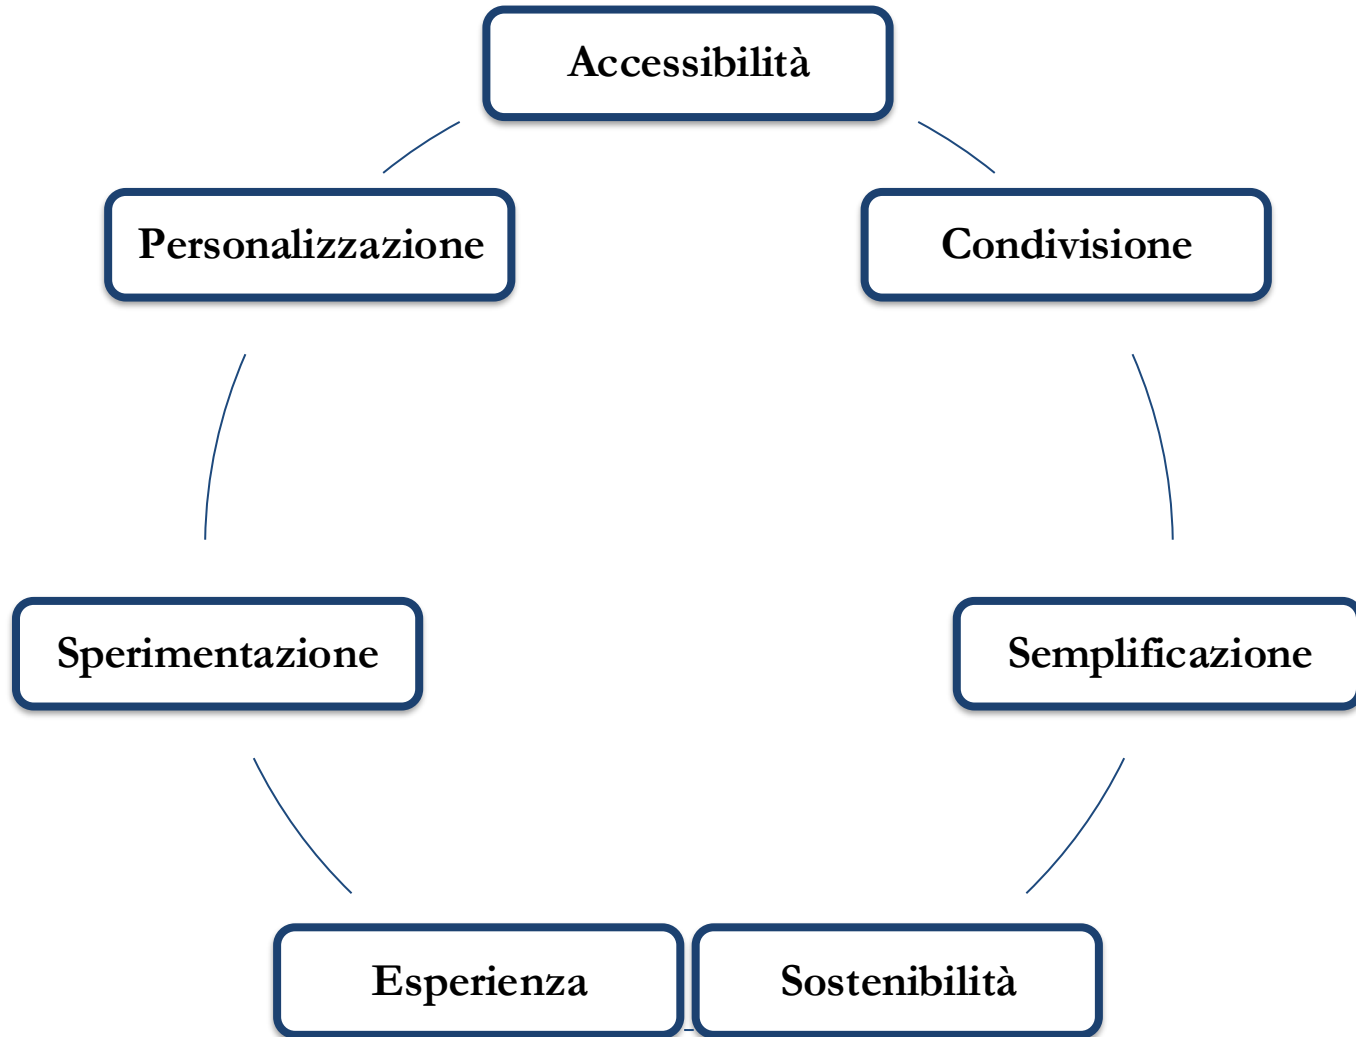 Accessibilità
Personalizzazione
Condivisione
Sperimentazione
Semplificazione
Esperienza
Sostenibilità